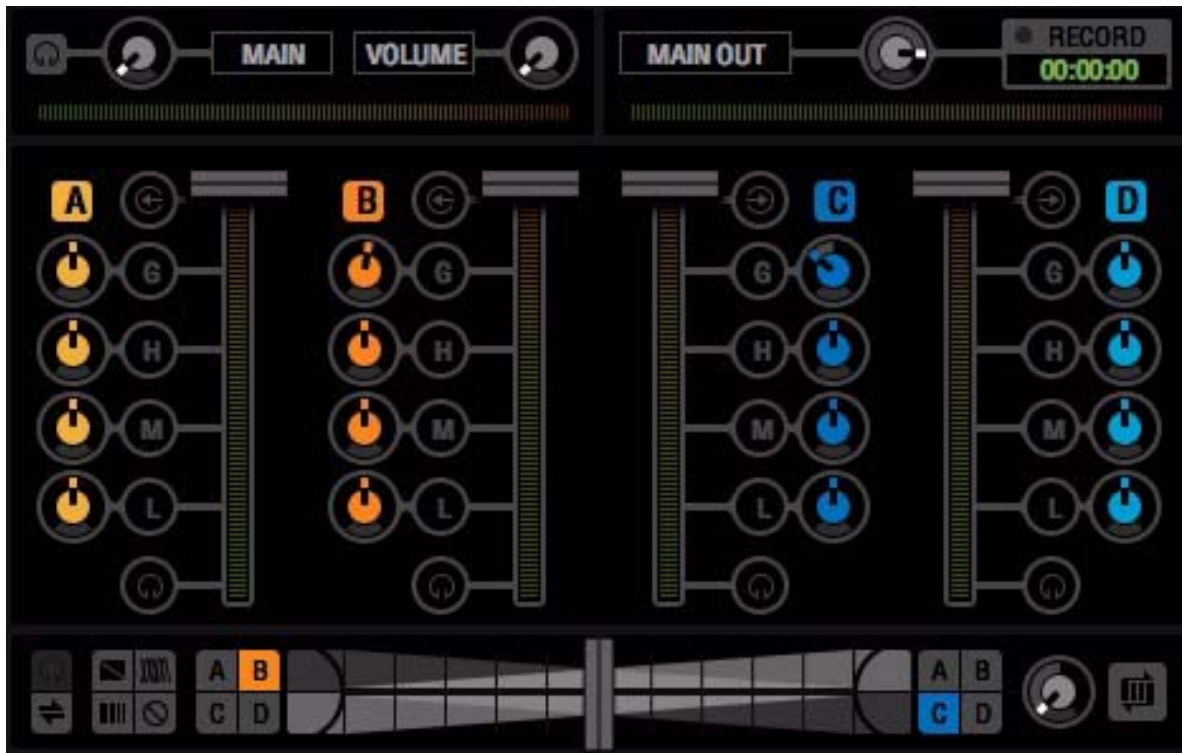 MAIN VOLUME MAIN OUT RECORD
00:00:00
A B C D
G G G G
H H H H
M M M M
L L L L
A B A B
C D C D